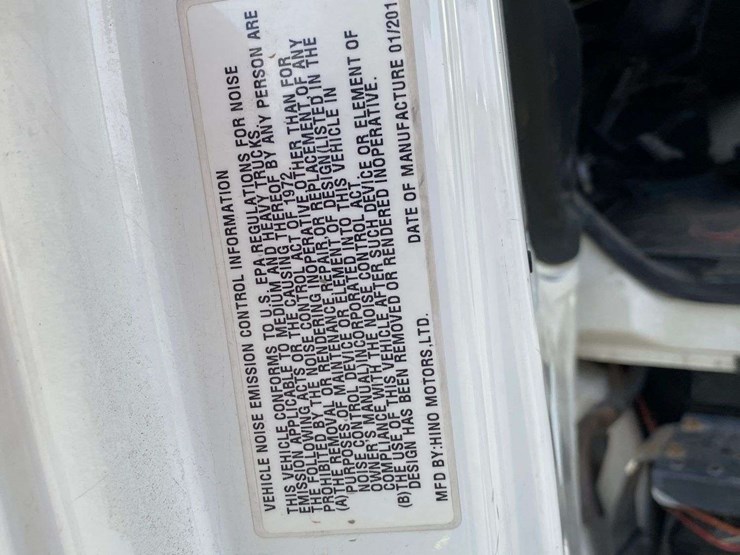 VEHICLE NOISE EMISSION CONTROL INFORMATION
THIS VEHICLE CONFORMS TO U.S. EPA REGULATIONS FOR NOISE
EMISSION APPLICABLE TO MEDIUM AND HEAVY TRUCKS.
THE FOLLOWING ACTS OR THE CAUSING THEREOF BY ANY PERSON ARE
PROHIBITED BY THE NOISE CONTROL ACT OF 1972.
(A)THE REMOVAL OR RENDERING INOPERATIVE OTHER THAN FOR
PURPOSES OF MAINTENANCE,REPAIR,OR REPLACEMENT,OF ANY
NOISE CONTROL DEVICE OR ELEMENT OF DESIGN(LISTED IN THE
OWNER'S MANUAL)INCORPORATED INTO THIS VEHICLE IN
COMPLIANCE WITH THE NOISE CONTROL ACT.
(B)THE USE OF THIS VEHICLE AFTER SUCH DEVICE OR ELEMENT OF
DESIGN HAS BEEN REMOVED OR RENDERED INOPERATIVE.
MFD BY:HINO MOTORS,LTD. DATE OF MANUFACTURE 01/201